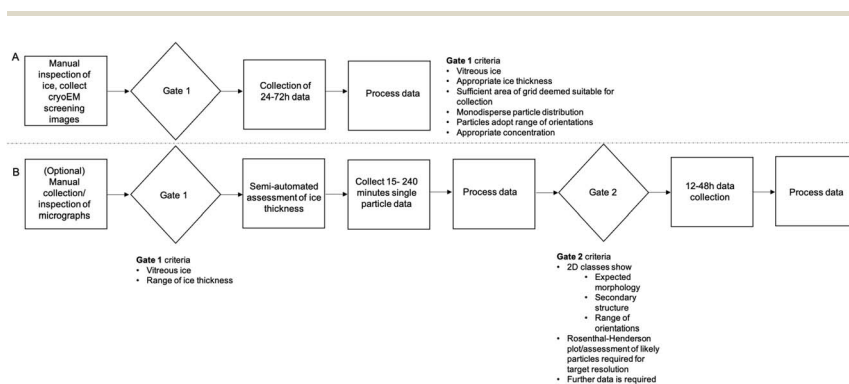 A
Manual
inspection of
ice, collect
cryoEM
screening
images
Gate 1
Collection of
24-72h data
Process data
Gate 1 criteria
• Vitreous ice
• Appropriate ice thickness
• Sufficient area of grid deemed suitable for
collection
• Monodisperse particle distribution
• Particles adopt range of orientations
• Appropriate concentration
B
(Optional)
Manual
collection/
inspection of
micrographs
Gate 1
Semi-automated
assessment of ice
thickness
Collect 15- 240
minutes single
particle data
Process data
Gate 2
12-48h data
collection
Process data
Gate 1 criteria
• Vitreous ice
• Range of ice thickness
Gate 2 criteria
• 2D classes show
• Expected
morphology
• Secondary
structure
• Range of
orientations
• Rosenthal-Henderson
plot/assessment of likely
particles required for
target resolution
• Further data is required